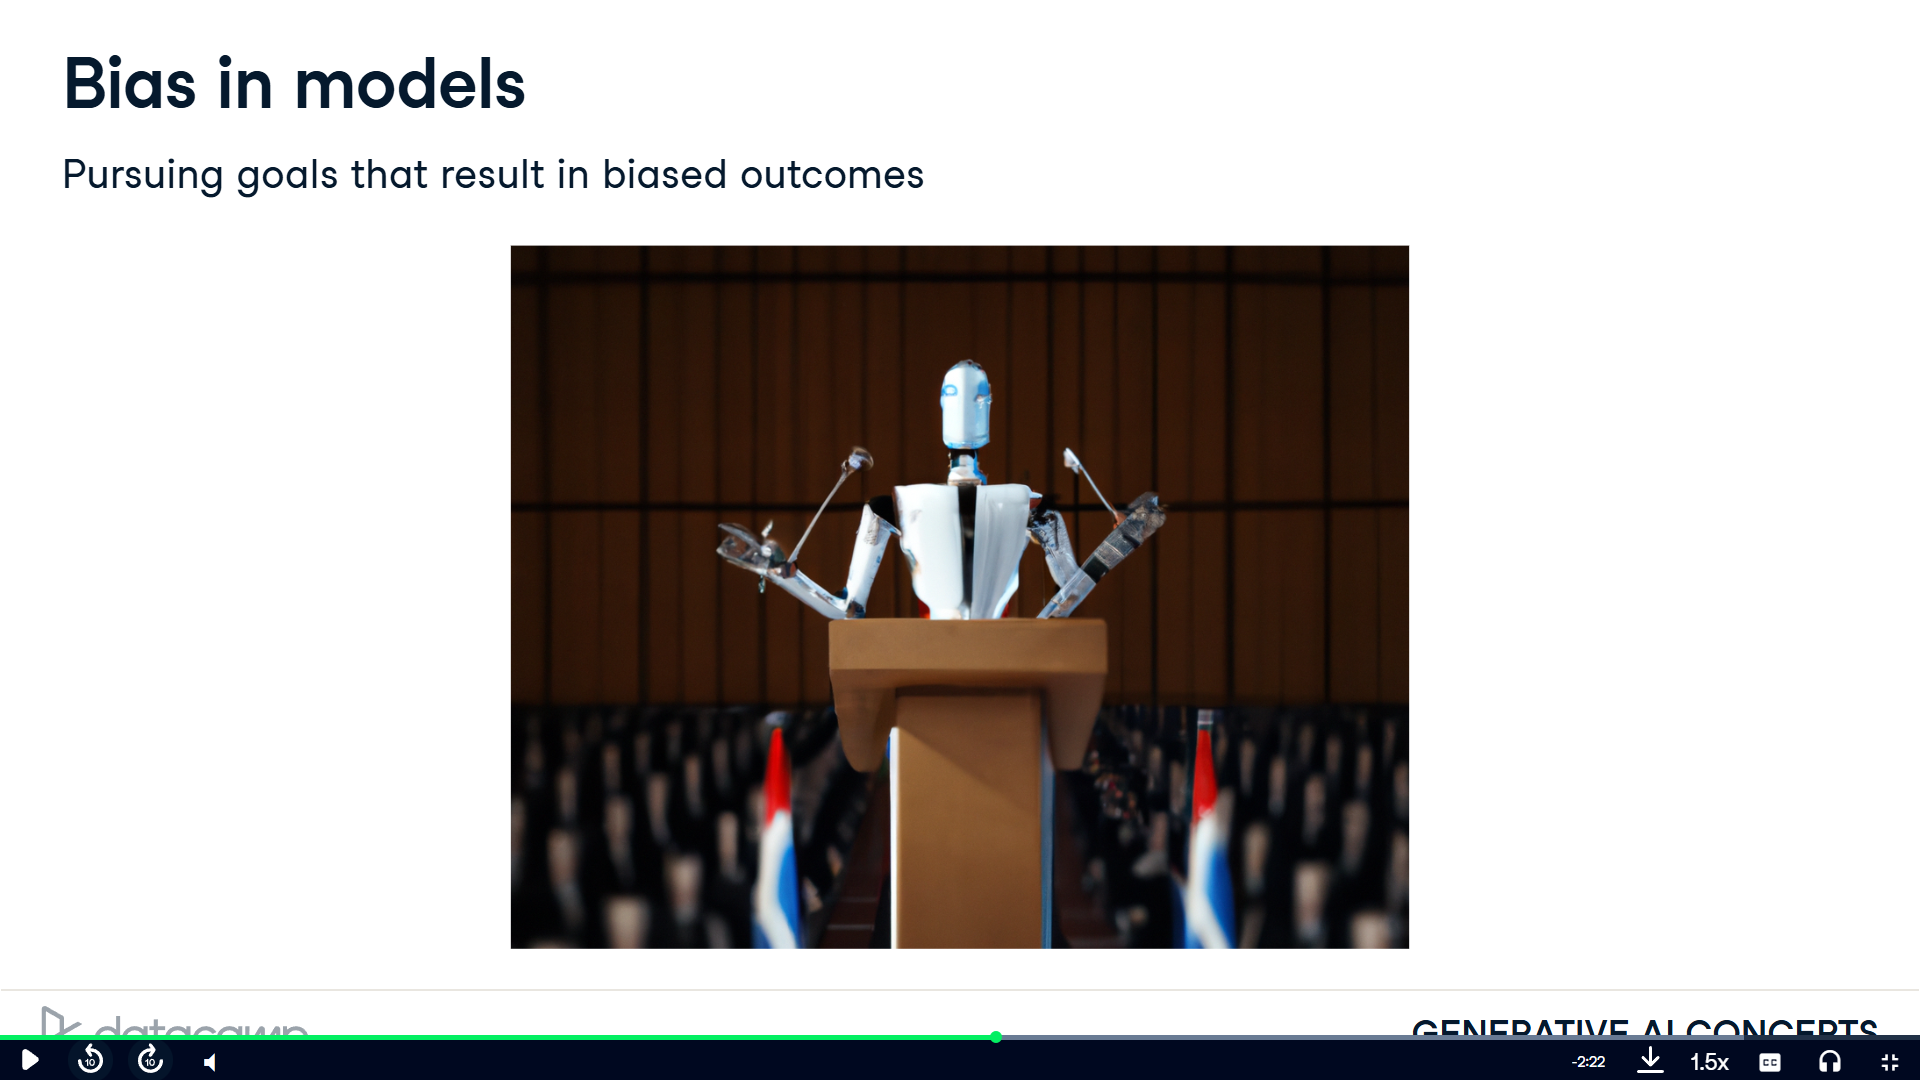 Bias in models
Pursuing goals that result in biased outcomes
datacamp
GENERATIVE AI CONCEPTS
10
10
-2:22
1.5x
CC